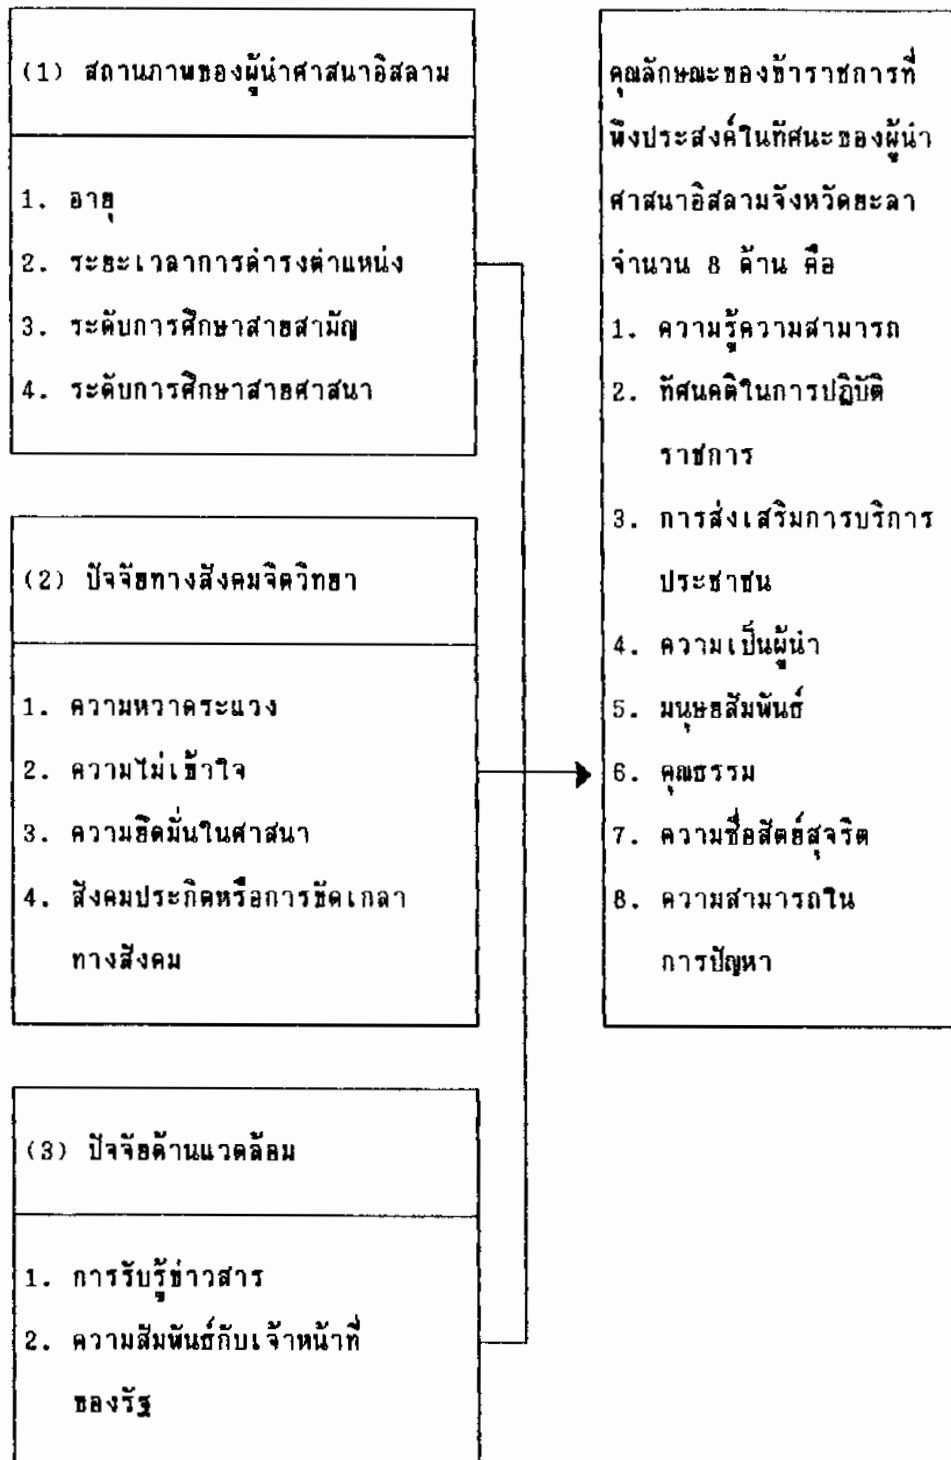 (1) สถานภาพของผู้นำศาสนาอิสลาม
1. อายุ
2. ระยะเวลาการดำรงตำแหน่ง
3. ระดับการศึกษาสายสามัญ
4. ระดับการศึกษาสายศาสนา
(2) ปัจจัยทางสังคมจิตวิทยา
1. ความหวาดระแวง
2. ความไม่เข้าใจ
3. ความยึดมั่นในศาสนา
4. สังคมประกิตหรือการขัดเกลา
ทางสังคม
(3) ปัจจัยด้านแวดล้อม
1. การรับรู้ข่าวสาร
2. ความสัมพันธ์กับเจ้าหน้าที่
ของรัฐ
คุณลักษณะของข้าราชการที่
พึงประสงค์ในทัศนะของผู้นำ
ศาสนาอิสลามจังหวัดยะลา
จำนวน 8 ด้าน คือ
1. ความรู้ความสามารถ
2. ทัศนคติในการปฏิบัติ
ราชการ
3. การส่งเสริมการบริการ
ประชาชน
4. ความเป็นผู้นำ
5. มนุษยสัมพันธ์
6. คุณธรรม
7. ความซื่อสัตย์สุจริต
8. ความสามารถใน
การปัญหา